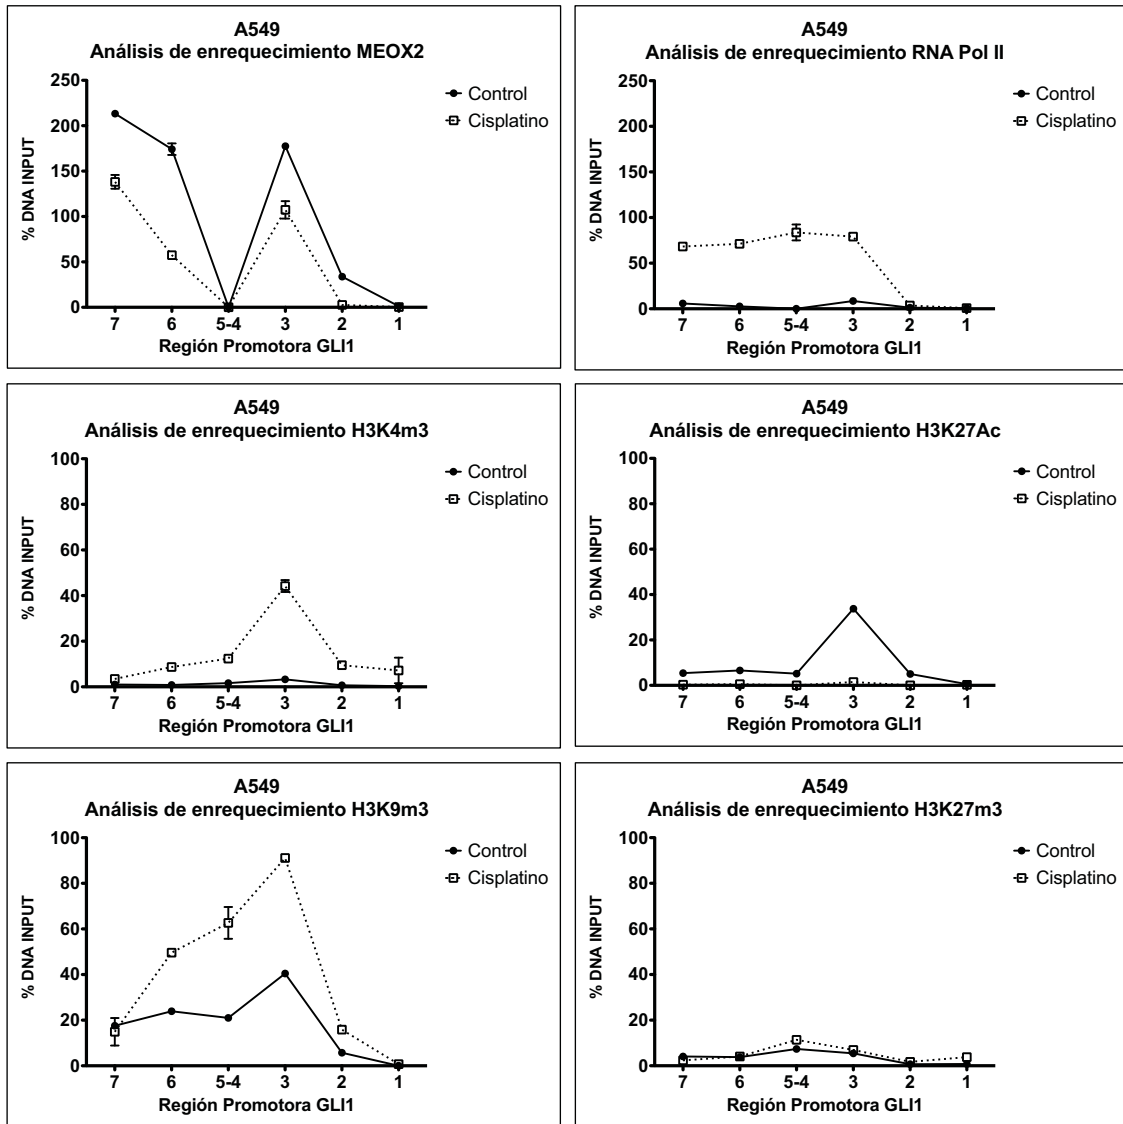 A549
Análisis de enrequecimiento MEOX2
250
200
150
100
50
0
% DNA INPUT
7 6 5-4 3 2 1
Región Promotora GLI1
Control
Cisplatino
A549
Análisis de enrequecimiento RNA Pol II
250
200
150
100
50
0
% DNA INPUT
7 6 5-4 3 2 1
Región Promotora GLI1
Control
Cisplatino
A549
Análisis de enrequecimiento H3K4m3
100
80
60
40
20
0
% DNA INPUT
7 6 5-4 3 2 1
Región Promotora GLI1
Control
Cisplatino
A549
Análisis de enrequecimiento H3K27Ac
100
80
60
40
20
0
% DNA INPUT
7 6 5-4 3 2 1
Región Promotora GLI1
Control
Cisplatino
A549
Análisis de enrequecimiento H3K9m3
100
80
60
40
20
0
% DNA INPUT
7 6 5-4 3 2 1
Región Promotora GLI1
Control
Cisplatino
A549
Análisis de enrequecimiento H3K27m3
100
80
60
40
20
0
% DNA INPUT
7 6 5-4 3 2 1
Región Promotora GLI1
Control
Cisplatino